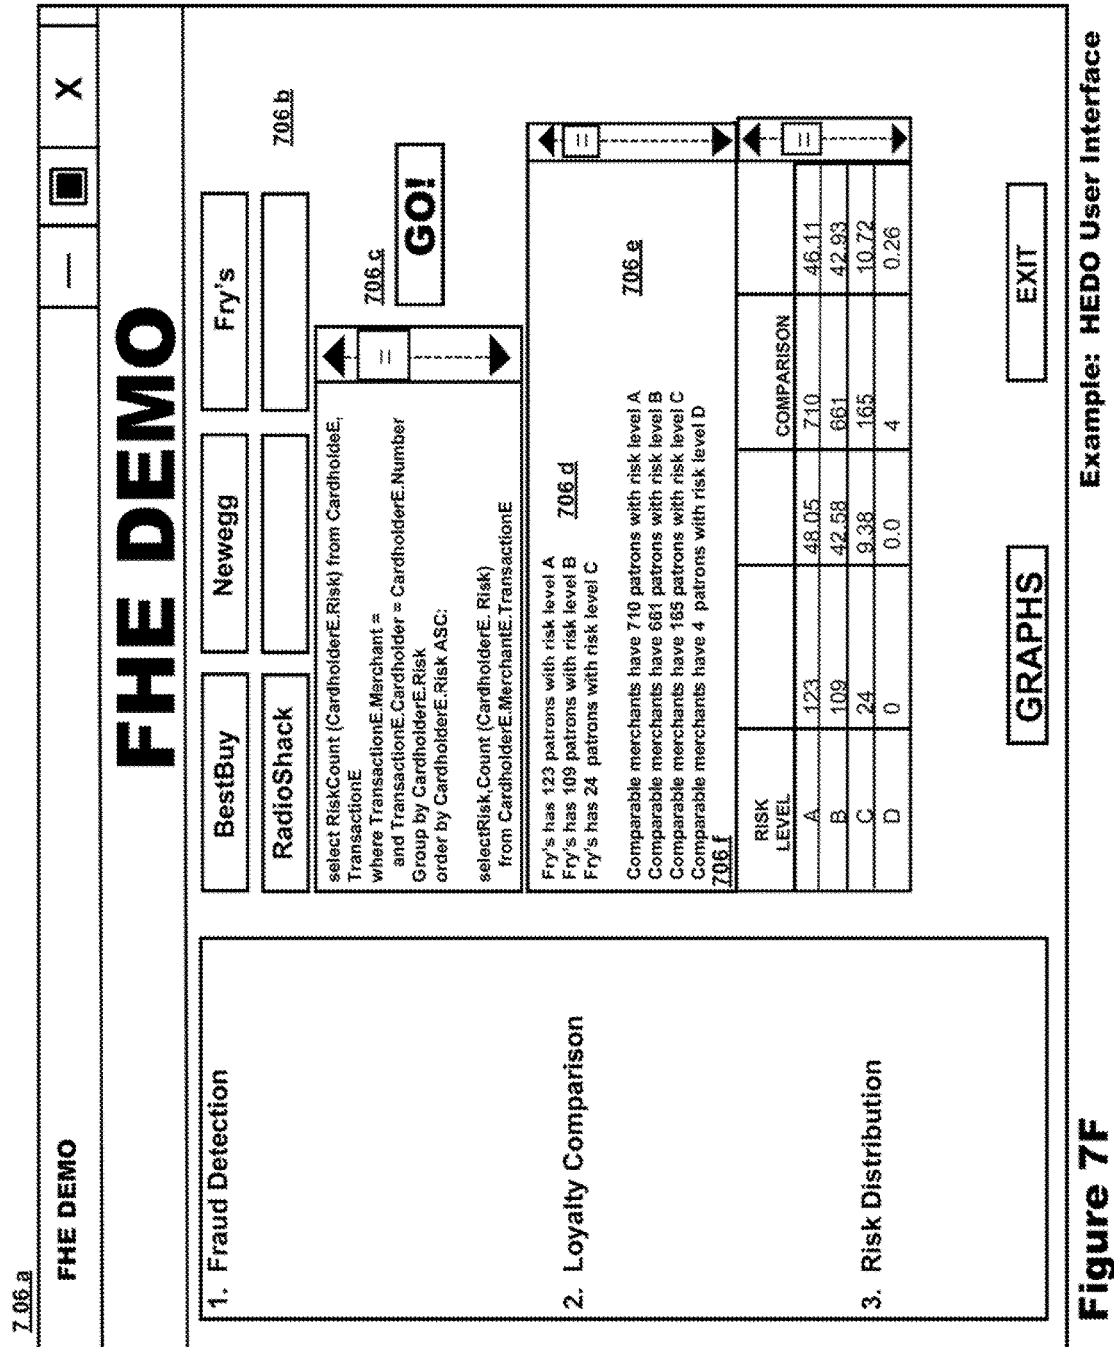 706 a
FHE DEMO
— X
FHE DEMO
1. Fraud Detection
2. Loyalty Comparison
3. Risk Distribution
BestBuy Newegg Fry's
RadioShack
706 b
select RiskCount (CardholderE.Risk) from CardholdeE,
TransactionE
where TransactionE.Merchant =
and TransactionE.Cardholder = CardholderE.Number
Group by CardholderE.Risk
order by CardholderE.Risk ASC:
selectRisk,Count (CardholderE. Risk)
from CardholderE.MerchantE.TransactionE
=
706 c
GO!
Fry's has 123 patrons with risk level A
Fry's has 109 patrons with risk level B
Fry's has 24 patrons with risk level C
706 d
Comparable merchants have 710 patrons with risk level A
Comparable merchants have 661 patrons with risk level B
Comparable merchants have 165 patrons with risk level C
Comparable merchants have 4 patrons with risk level D
706 e
=
706 f
RISK
LEVEL COMPARISON
A 123 48.05 710 46.11
B 109 42.58 661 42.93
C 24 9.38 165 10.72
D 0 0.0 4 0.26
=
GRAPHS EXIT
Figure 7F
Example: HEDO User Interface